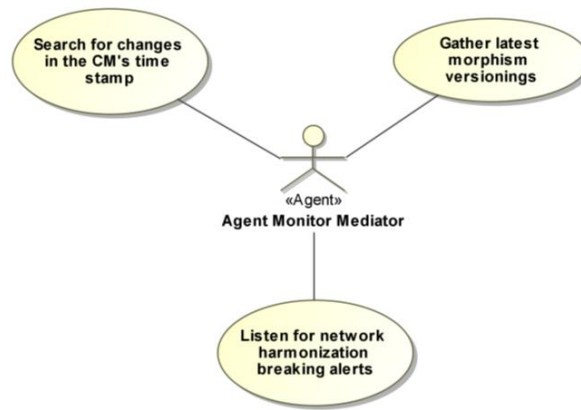 Search for changes
in the CM's time
stamp
Gather latest
morphism
versionings
«Agent»
Agent Monitor Mediator
Listen for network
harmonization
breaking alerts